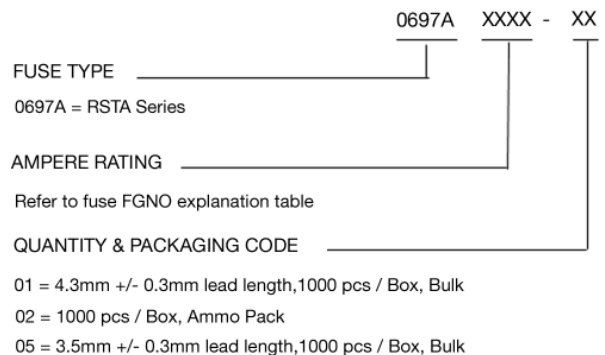 0697A XXXX - XX
FUSE TYPE
0697A = RSTA Series
AMPERE RATING
Refer to fuse FGNO explanation table
QUANTITY & PACKAGING CODE
01 = 4.3mm +/- 0.3mm lead length,1000 pcs / Box, Bulk
02 = 1000 pcs / Box, Ammo Pack
05 = 3.5mm +/- 0.3mm lead length,1000 pcs / Box, Bulk